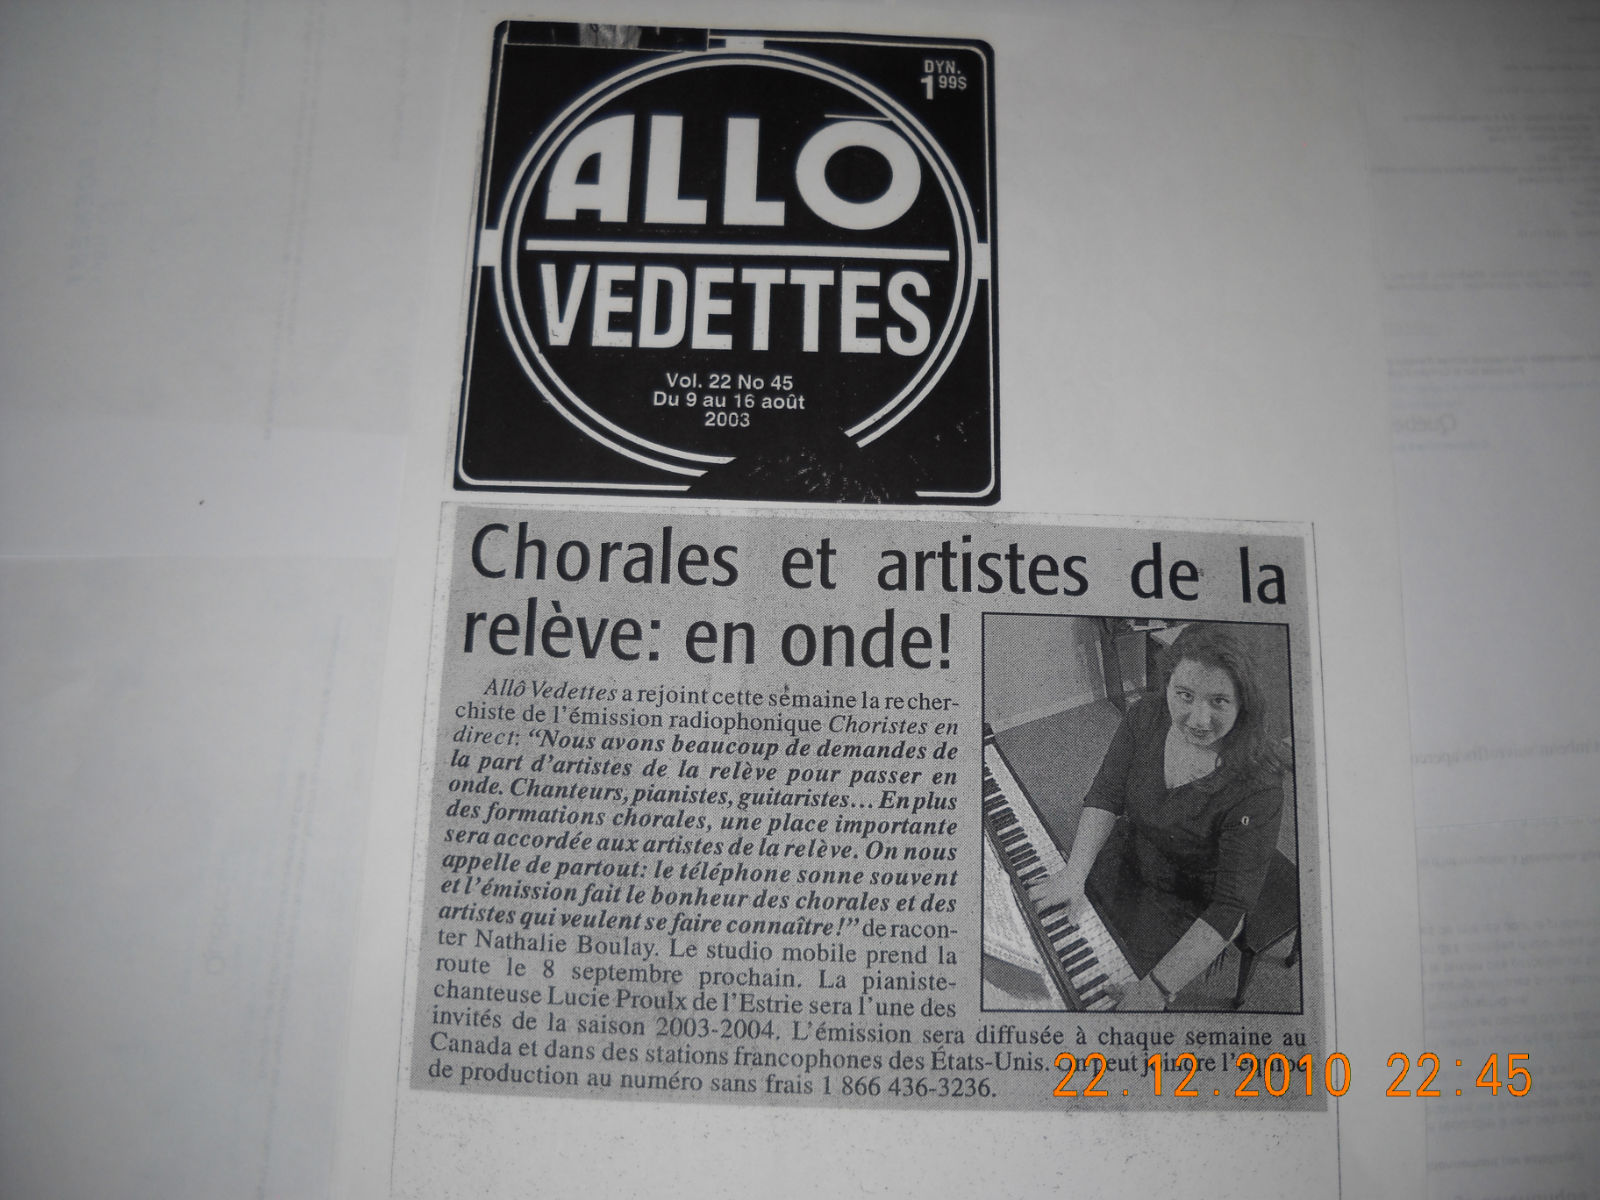 DYN.
1 99$
ALLÔ
VEDETTES
Vol. 22 No 45
Du 9 au 16 août
2003
Chorales et artistes de la
relève: en onde!
Allô Vedettes a rejoint cette semaine la recher-
chiste de l'émission radiophonique Choristes en
direct: "Nous avons beaucoup de demandes de
la part d'artistes de la relève pour passer en
onde. Chanteurs, pianistes, guitaristes... En plus
des formations chorales, une place importante
sera accordée aux artistes de la relève. On nous
appelle de partout: le téléphone sonne souvent
et l'émission fait le bonheur des chorales et des
artistes qui veulent se faire connaître!" de racon-
ter Nathalie Boulay. Le studio mobile prend la
route le 8 septembre prochain. La pianiste-
chanteuse Lucie Proulx de l'Estrie sera l'une des
invités de la saison 2003-2004. L'émission sera diffusée à chaque semaine au
Canada et dans des stations francophones des États-Unis. On peut joindre l'équipe
de production au numéro sans frais 1 866 436-3236.
22.12.2010 22:45